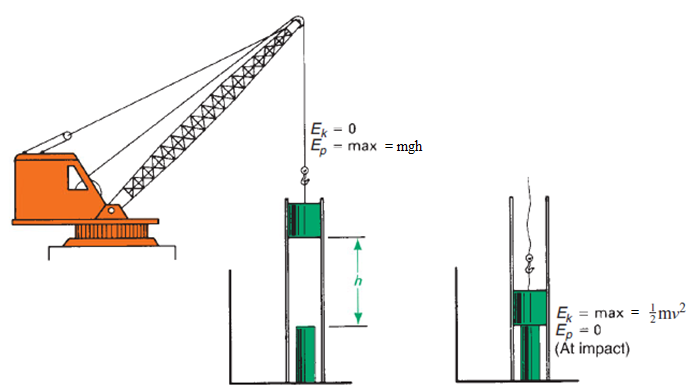 Eₖ = 0
Eₚ = max = mgh
h
Eₖ = max = ½mv²
Eₚ = 0
(At impact)